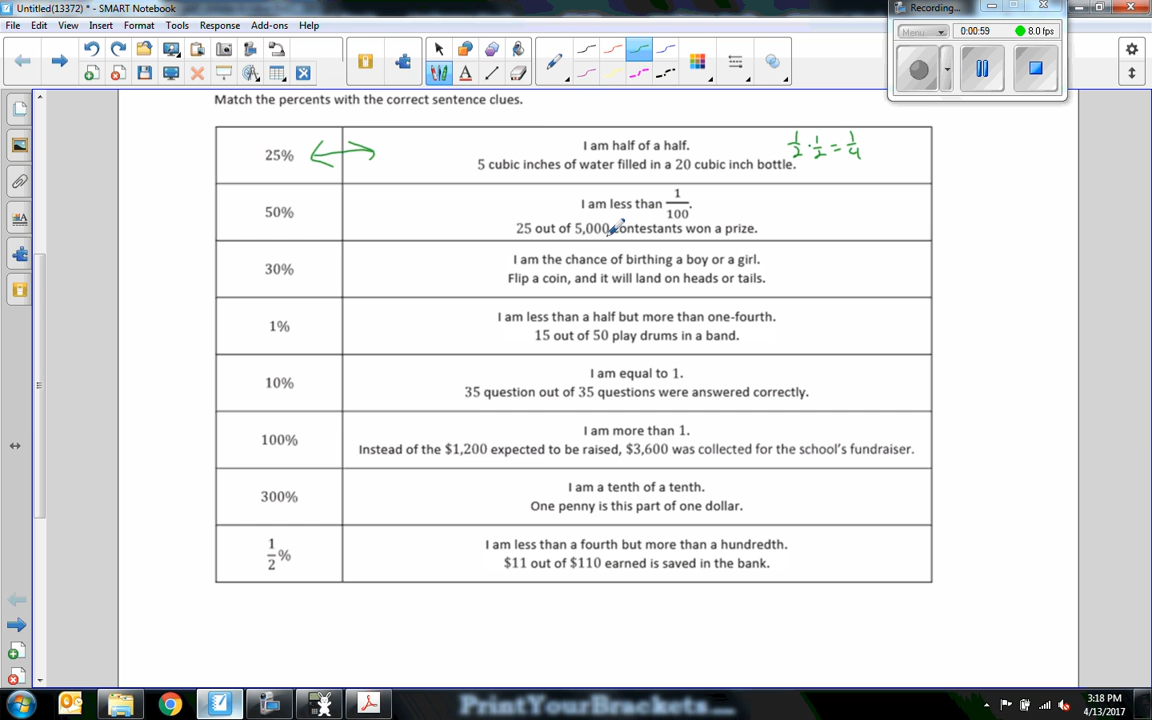 Untitled(13372) * - SMART Notebook
Recording...
File Edit View Insert Format Tools Response Add-ons Help
Menu 0:00:59 8.0 fps
Match the percents with the correct sentence clues.
25%
I am half of a half.
5 cubic inches of water filled in a 20 cubic inch bottle.
1/2 · 1/2 = 1/4
50%
I am less than 1/100.
25 out of 5,000 contestants won a prize.
30%
I am the chance of birthing a boy or a girl.
Flip a coin, and it will land on heads or tails.
1%
I am less than a half but more than one-fourth.
15 out of 50 play drums in a band.
10%
I am equal to 1.
35 question out of 35 questions were answered correctly.
100%
I am more than 1.
Instead of the $1,200 expected to be raised, $3,600 was collected for the school's fundraiser.
300%
I am a tenth of a tenth.
One penny is this part of one dollar.
1/2 %
I am less than a fourth but more than a hundredth.
$11 out of $110 earned is saved in the bank.
PrintYourBrackets.com
3:18 PM
4/13/2017